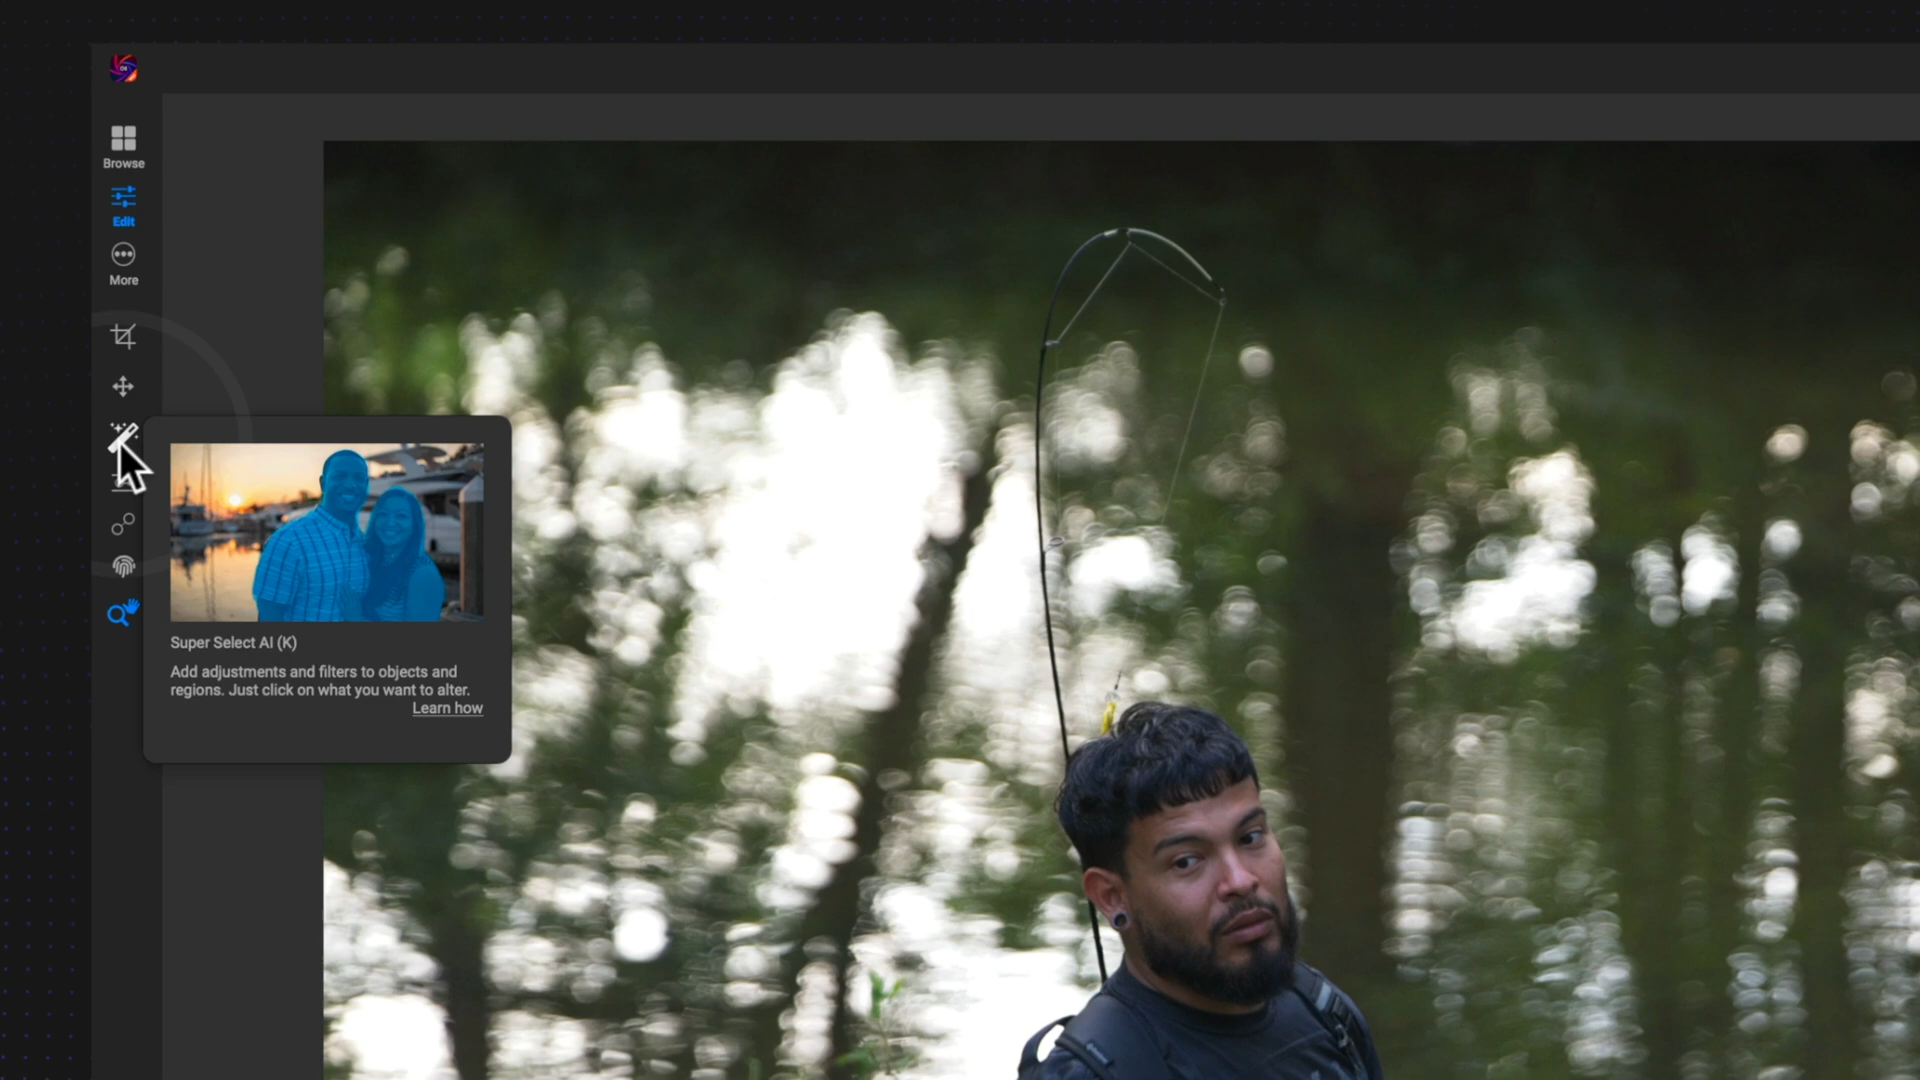 Browse
Edit
More
Super Select AI (K)
Add adjustments and filters to objects and
regions. Just click on what you want to alter.
Learn how